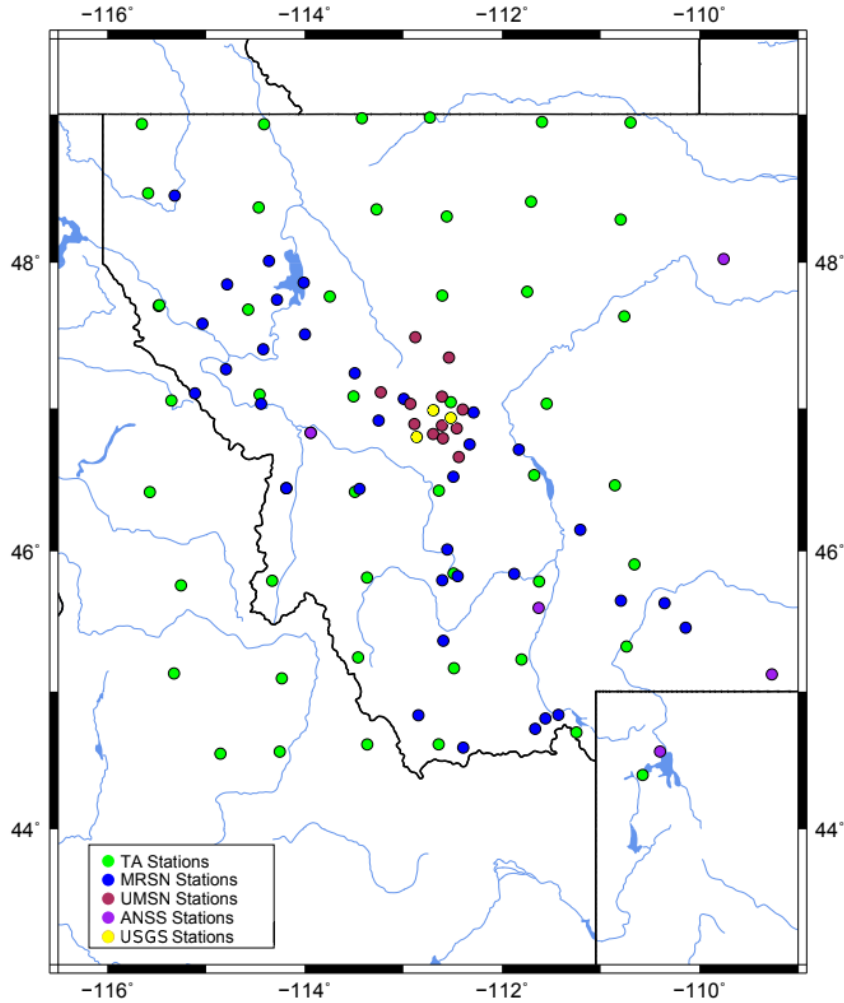 −116˚ −114˚ −112˚ −110˚
48˚ 48˚
46˚ 46˚
44˚ 44˚
TA Stations
MRSN Stations
UMSN Stations
ANSS Stations
USGS Stations
−116˚ −114˚ −112˚ −110˚